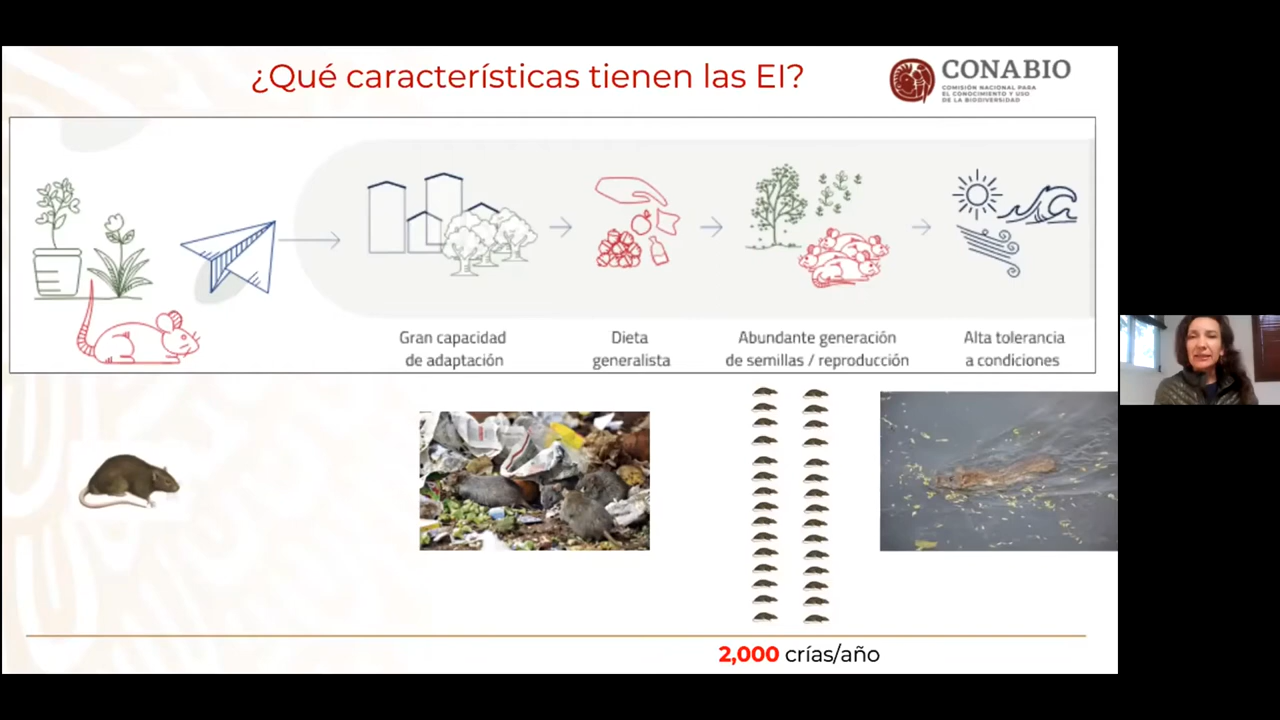 ¿Qué características tienen las EI?
CONABIO
COMISIÓN NACIONAL PARA
EL CONOCIMIENTO Y USO
DE LA BIODIVERSIDAD
Gran capacidad
de adaptación
Dieta
generalista
Abundante generación
de semillas / reproducción
Alta tolerancia
a condiciones
2,000 crías/año